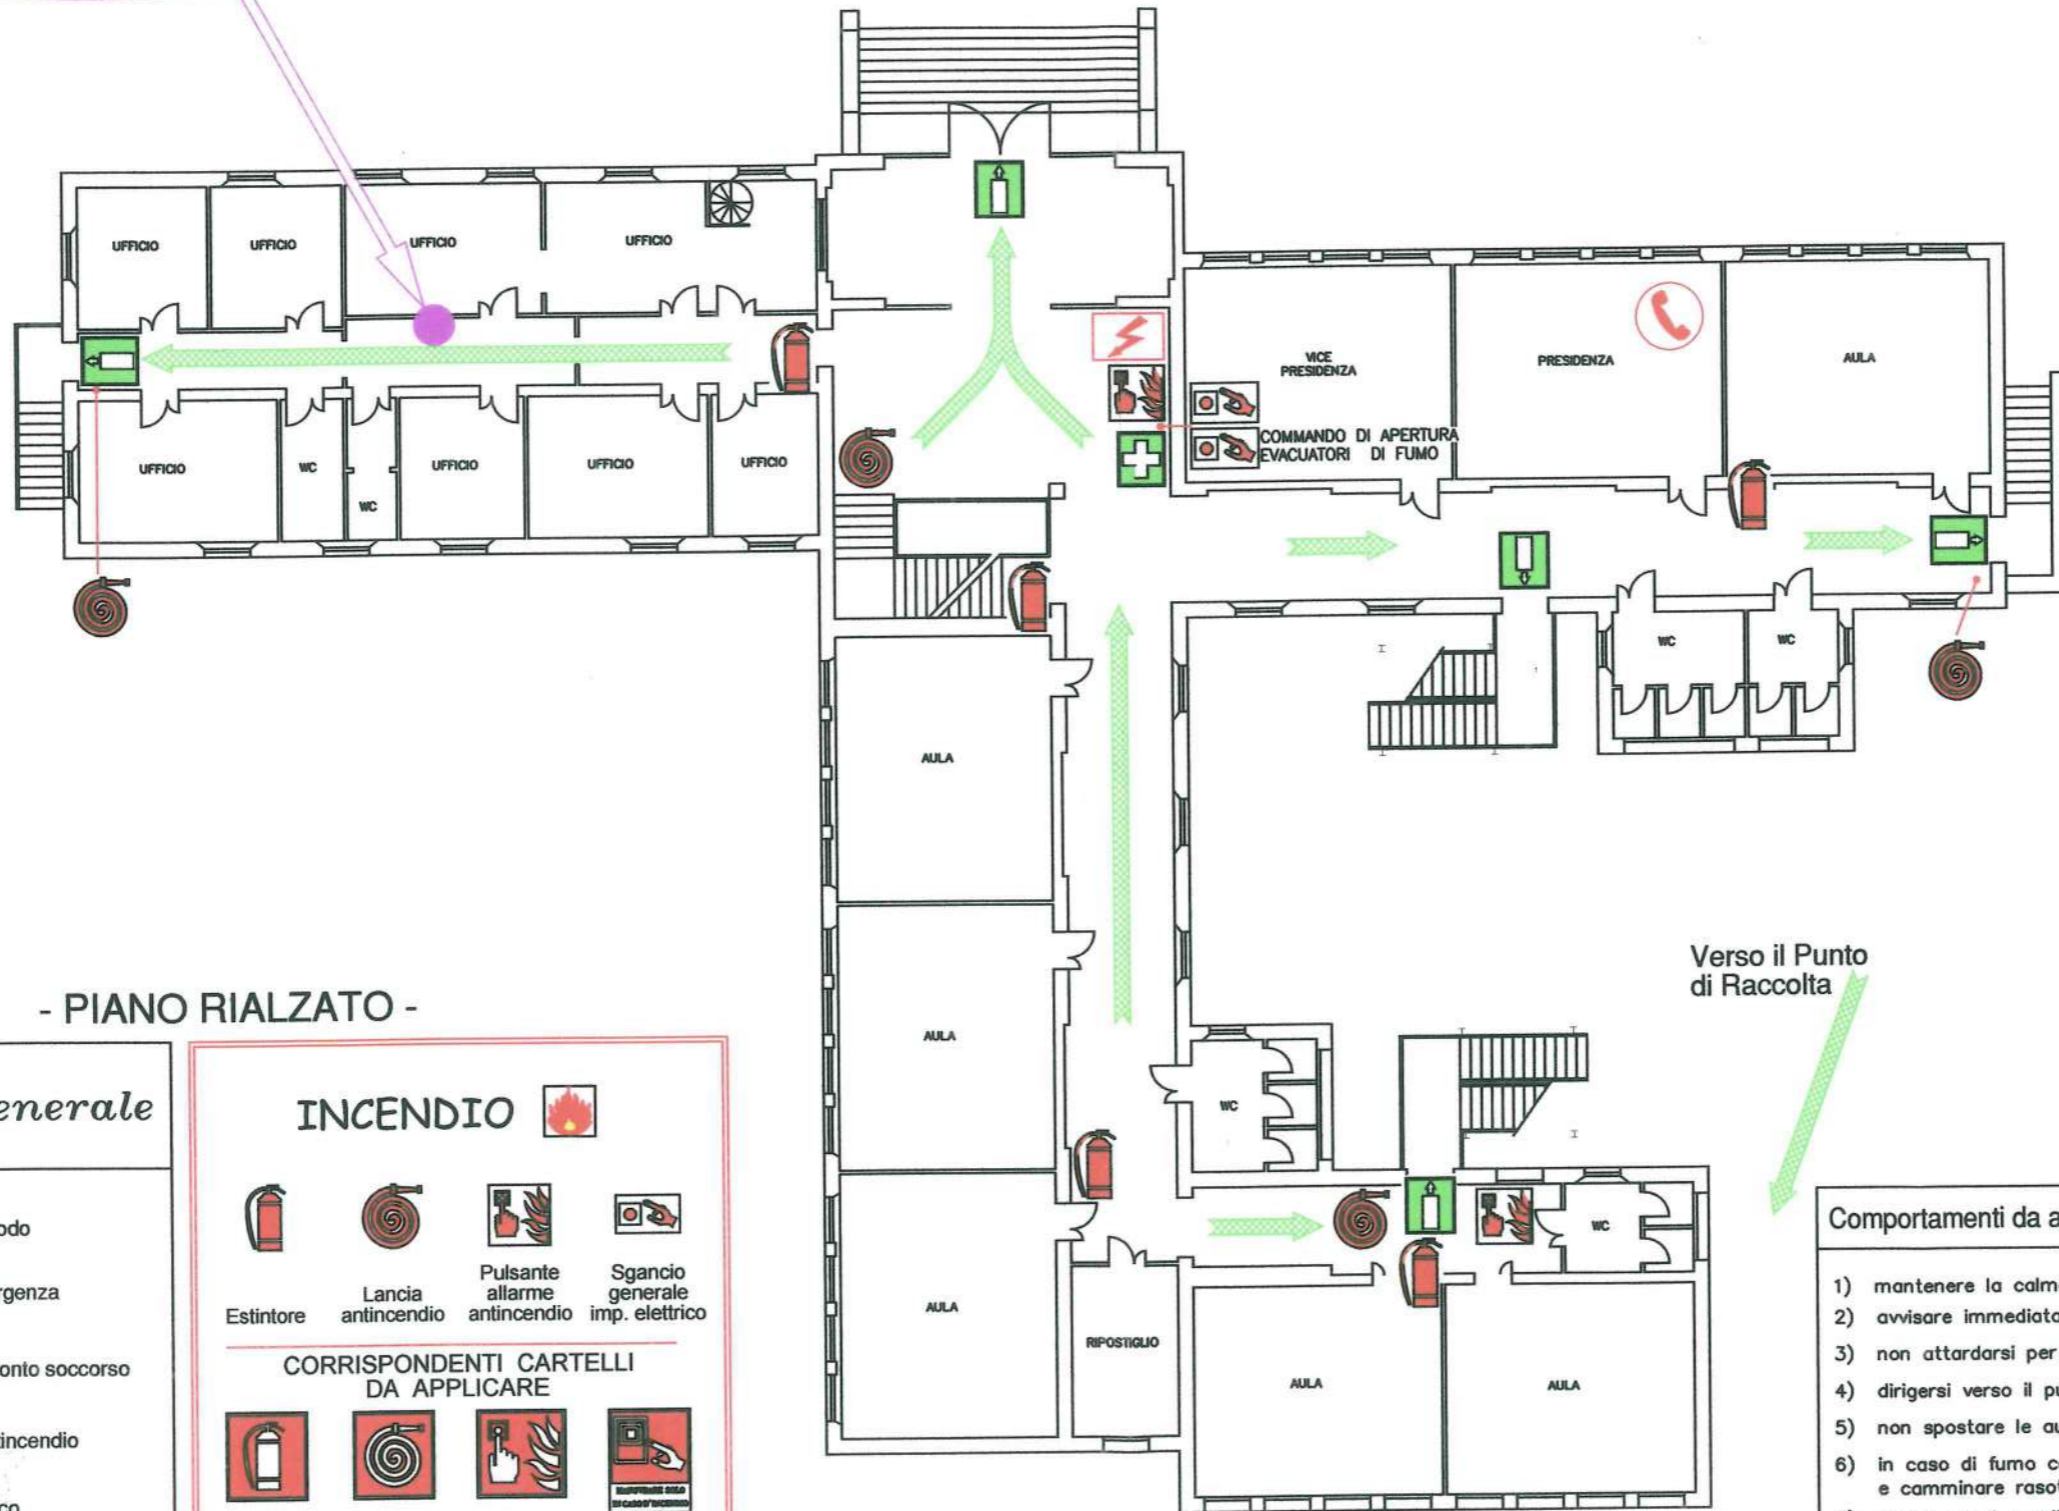 UFFICIO
UFFICIO
UFFICIO
UFFICIO
VICE
PRESIDENZA
PRESIDENZA
AULA
COMMANDO DI APERTURA
EVACUATORI DI FUMO
UFFICIO
WC
WC
UFFICIO
UFFICIO
UFFICIO
WC
WC
AULA
AULA
Verso il Punto
di Raccolta
- PIANO RIALZATO -
enerale
odo
rgenza
onto soccorso
incendio
co
INCENDIO
Estintore
Lancia
antincendio
Pulsante
allarme
antincendio
Sgancio
generale
imp. elettrico
CORRISPONDENTI CARTELLI
DA APPLICARE
WC
WC
AULA
RIPOSTIGLIO
AULA
AULA
Comportamenti da a
1) mantenere la calm
2) avvisare immediata
3) non attardarsi per
4) dirigersi verso il pu
5) non spostare le au
6) in caso di fumo c
e camminare raso